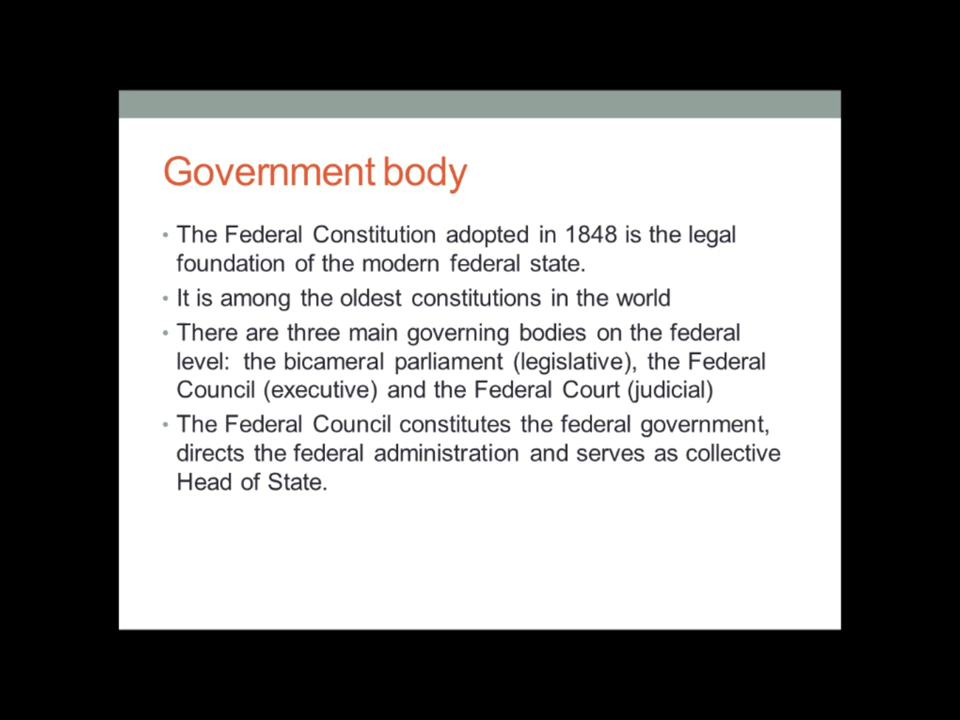 Government body
• The Federal Constitution adopted in 1848 is the legal
foundation of the modern federal state.
• It is among the oldest constitutions in the world
• There are three main governing bodies on the federal
level:  the bicameral parliament (legislative), the Federal
Council (executive) and the Federal Court (judicial)
• The Federal Council constitutes the federal government,
directs the federal administration and serves as collective
Head of State.